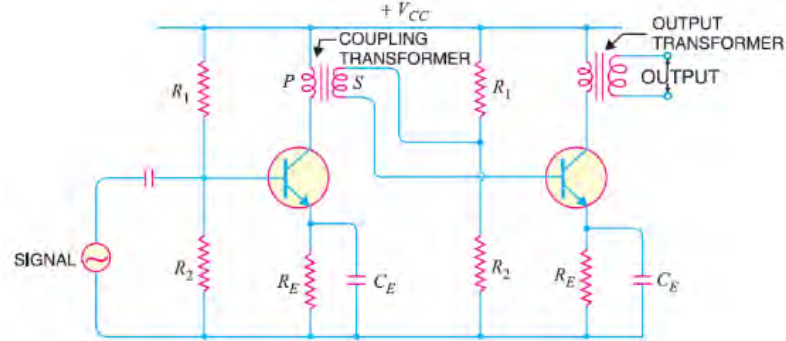 + V_CC
COUPLING
TRANSFORMER
OUTPUT
TRANSFORMER
P
S
OUTPUT
R_1
R_1
SIGNAL
R_2
R_E
C_E
R_2
R_E
C_E